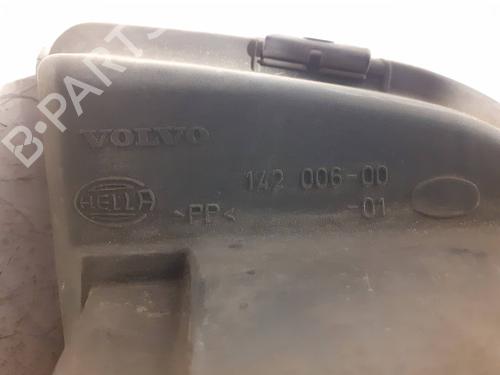 B-PARTS
VOLVO
142 006-00
HELLA >PP< -01